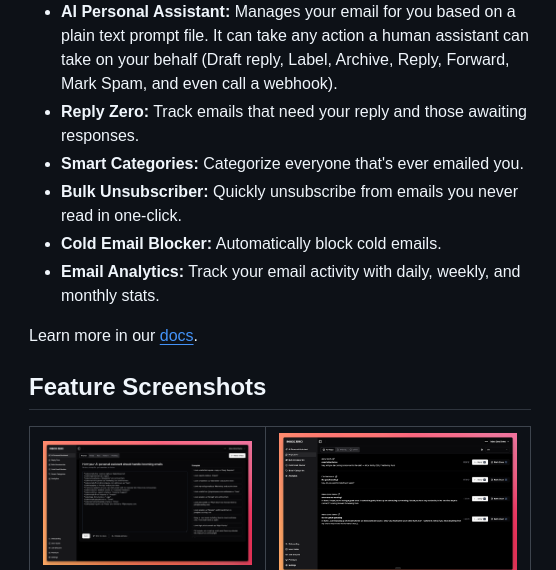 AI Personal Assistant: Manages your email for you based on a
plain text prompt file. It can take any action a human assistant can
take on your behalf (Draft reply, Label, Archive, Reply, Forward,
Mark Spam, and even call a webhook).
Reply Zero: Track emails that need your reply and those awaiting
responses.
Smart Categories: Categorize everyone that's ever emailed you.
Bulk Unsubscriber: Quickly unsubscribe from emails you never
read in one-click.
Cold Email Blocker: Automatically block cold emails.
Email Analytics: Track your email activity with daily, weekly, and
monthly stats.
Learn more in our docs.
Feature Screenshots